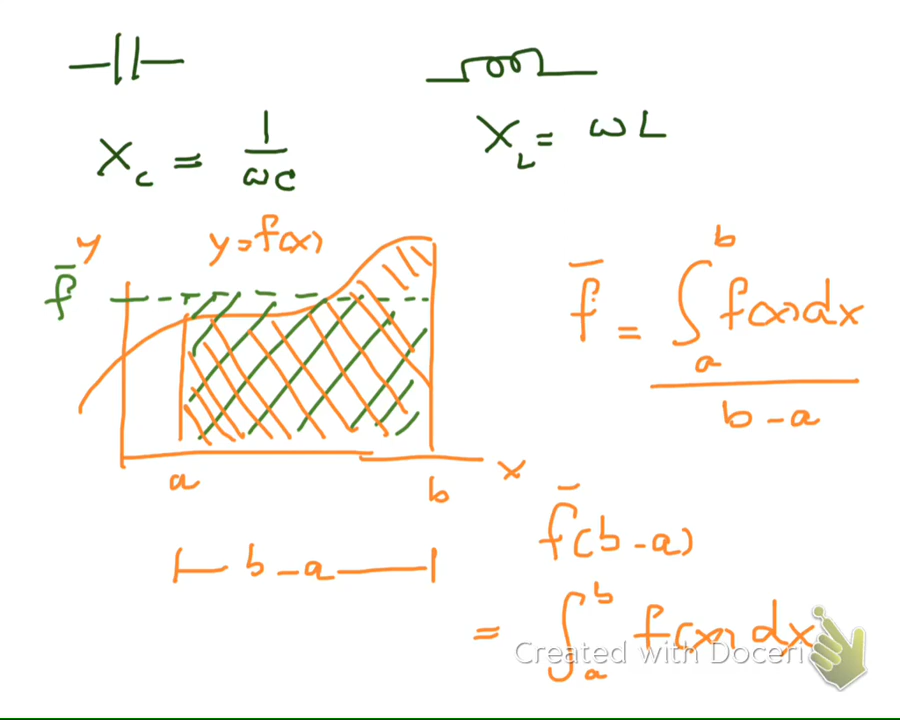 X_C = 1/ωC
X_L = ωL
y
y=f(x)
f̄
f̄ = ∫_a^b f(x)dx / b-a
a
b
x
b-a
f̄(b-a)
= ∫_a^b f(x) dx
Created with Doceri